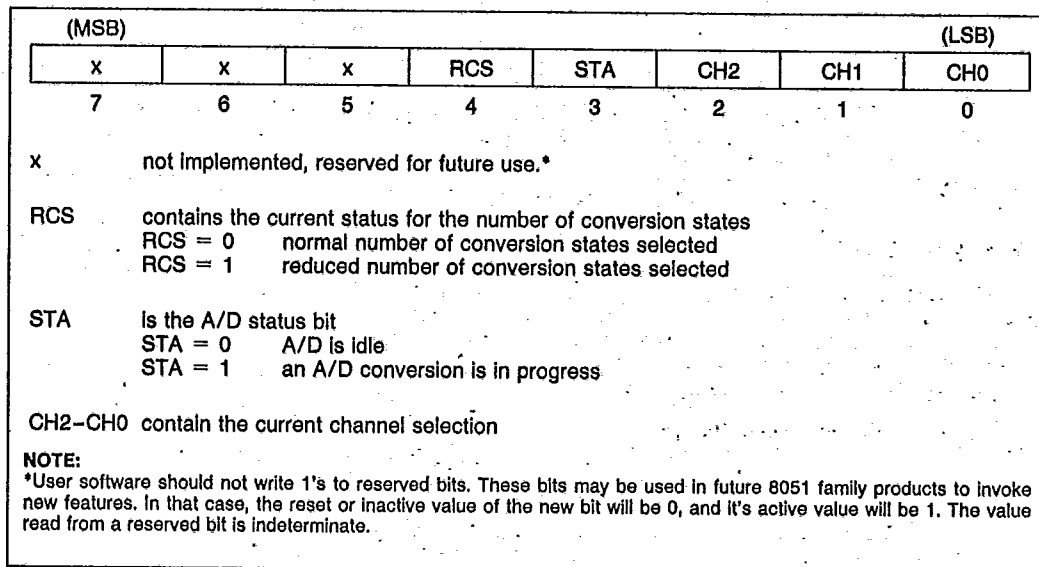 (MSB) (LSB)
x x x RCS STA CH2 CH1 CH0
7 6 5 4 3 2 1 0
x not implemented, reserved for future use.*
RCS contains the current status for the number of conversion states
RCS = 0 normal number of conversion states selected
RCS = 1 reduced number of conversion states selected
STA is the A/D status bit
STA = 0 A/D is idle
STA = 1 an A/D conversion is in progress
CH2–CH0 contain the current channel selection
NOTE:
*User software should not write 1's to reserved bits. These bits may be used in future 8051 family products to invoke
new features. In that case, the reset or inactive value of the new bit will be 0, and it's active value will be 1. The value
read from a reserved bit is indeterminate.